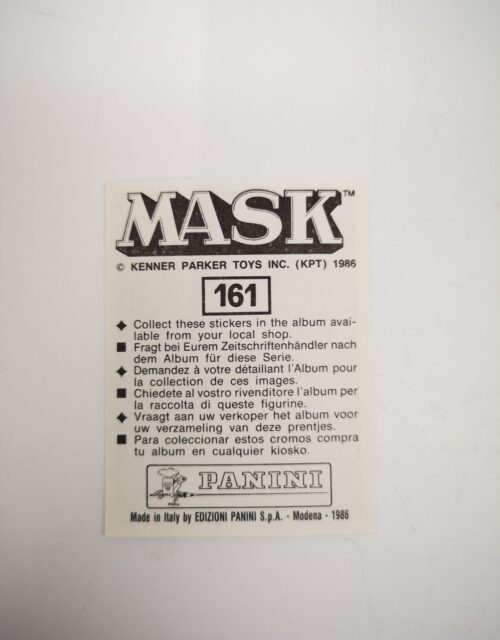 MASK™
© KENNER PARKER TOYS INC. (KPT) 1986
161
◆ Collect these stickers in the album avai-
lable from your local shop.
■ Fragt bei Eurem Zeitschriftenhändler nach
dem Album für diese Serie.
◆ Demandez à votre détaillant l'Album pour
la collection de ces images.
■ Chiedete al vostro rivenditore l'album per
la raccolta di queste figurine.
◆ Vraagt aan uw verkoper het album voor
uw verzameling van deze prentjes.
■ Para coleccionar estos cromos compra
tu album en cualquier kiosko.
PANINI
Made in Italy by EDIZIONI PANINI S.p.A. - Modena - 1986